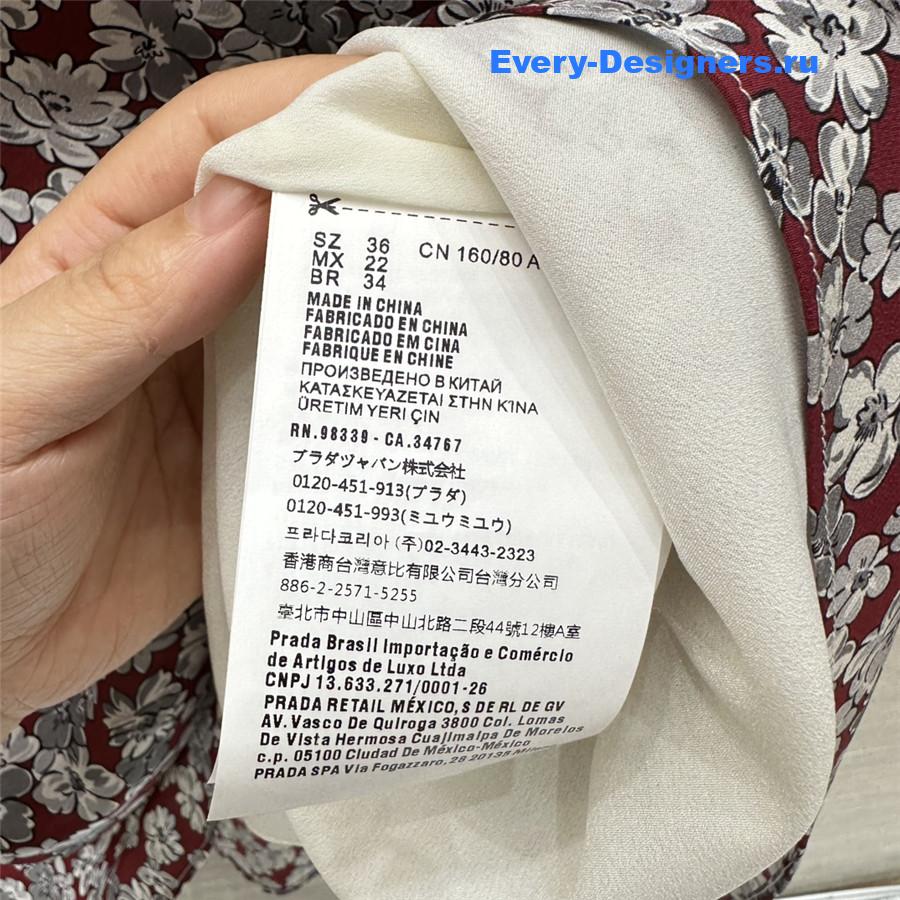 Every-Designers.ru
SZ 36 CN 160/80 A
MX 22
BR 34
MADE IN CHINA
FABRICADO EN CHINA
FABRICADO EM CINA
FABRIQUE EN CHINE
ПРОИЗВЕДЕНО В КИТАЙ
ΚΑΤΑΣΚΕΥΑΖΕΤΑΙ ΣΤΗΝ ΚΊΝΑ
ÜRETIM YERI ÇIN
RN.98339 - CA.34767
プラダジャパン株式会社
0120-451-913(プラダ)
0120-451-993(ミユウミユウ)
프라다코리아 (주)02-3443-2323
香港商台灣意比有限公司台灣分公司
886-2-2571-5255
臺北市中山區中山北路二段44號12樓A室
Prada Brasil Importação e Comércio
de Artigos de Luxo Ltda
CNPJ 13.633.271/0001-26
PRADA RETAIL MÉXICO, S DE RL DE GV
AV. Vasco De Quiroga 3800 Col. Lomas
De Vista Hermosa Cuajimalpa De Morelos
c.p. 05100 Ciudad De México-México
PRADA SPA Via Fogazzaro, 28 20135